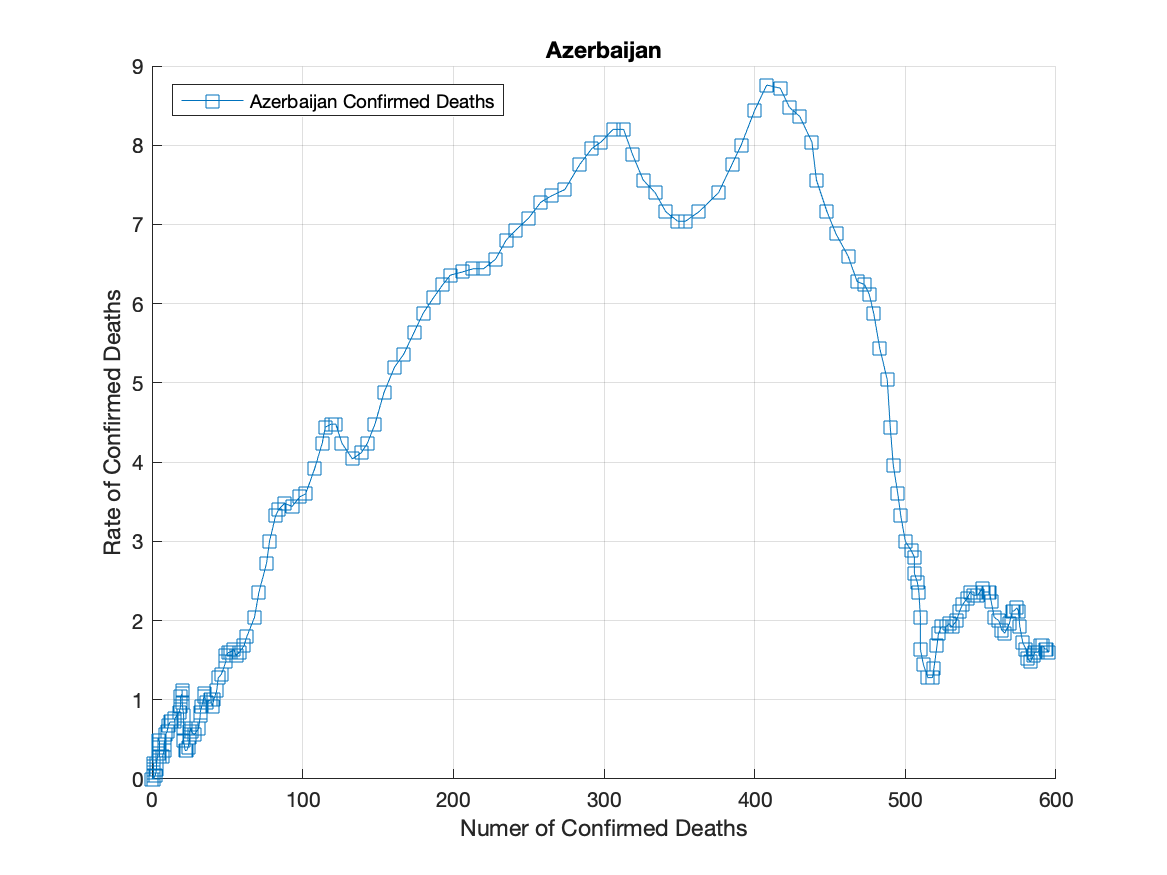 Azerbaijan
Azerbaijan Confirmed Deaths
Rate of Confirmed Deaths
9
8
7
6
5
4
3
2
1
0
0 100 200 300 400 500 600
Numer of Confirmed Deaths